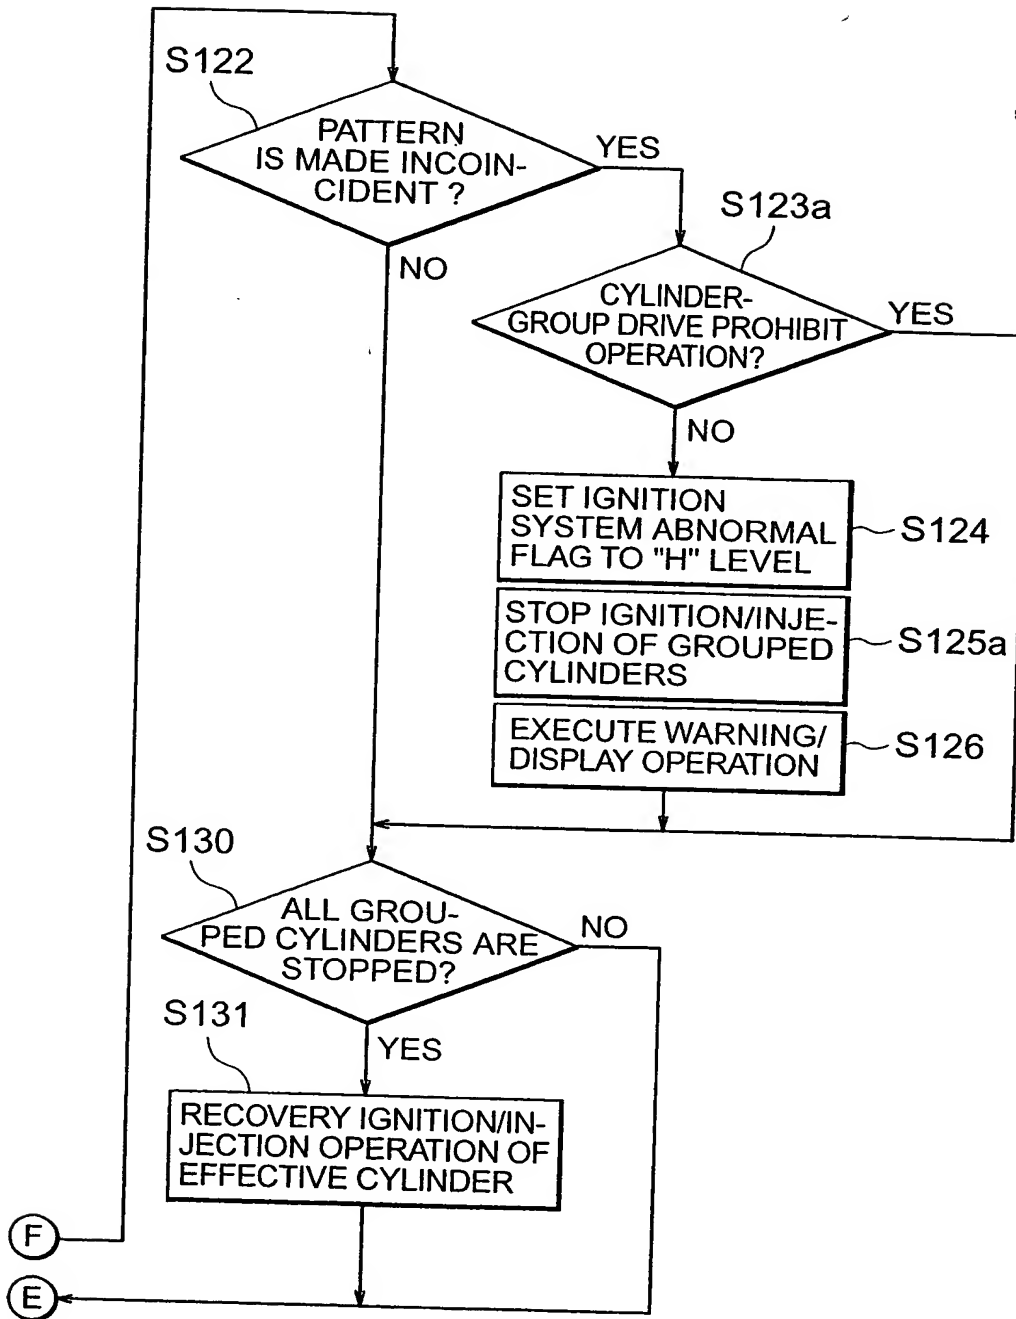 S122
PATTERN
IS MADE INCOIN-
CIDENT ?
YES
NO
S123a
CYLINDER-
GROUP DRIVE PROHIBIT
OPERATION?
YES
NO
SET IGNITION
SYSTEM ABNORMAL
FLAG TO "H" LEVEL
S124
STOP IGNITION/INJE-
CTION OF GROUPED
CYLINDERS
S125a
EXECUTE WARNING/
DISPLAY OPERATION
S126
S130
ALL GROU-
PED CYLINDERS ARE
STOPPED?
NO
YES
S131
RECOVERY IGNITION/IN-
JECTION OPERATION OF
EFFECTIVE CYLINDER
F
E